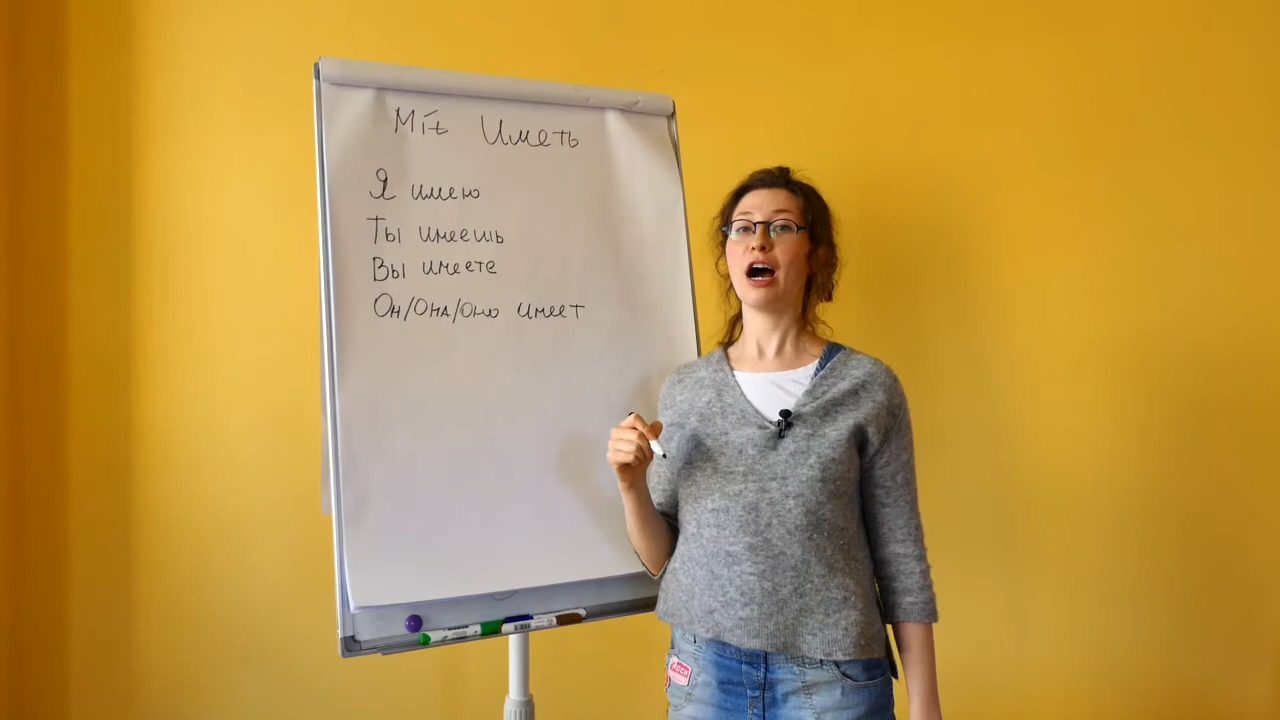 Mít Иметь
Я имею
Ты имеешь
Вы имеете
Он/Она/оно имеет